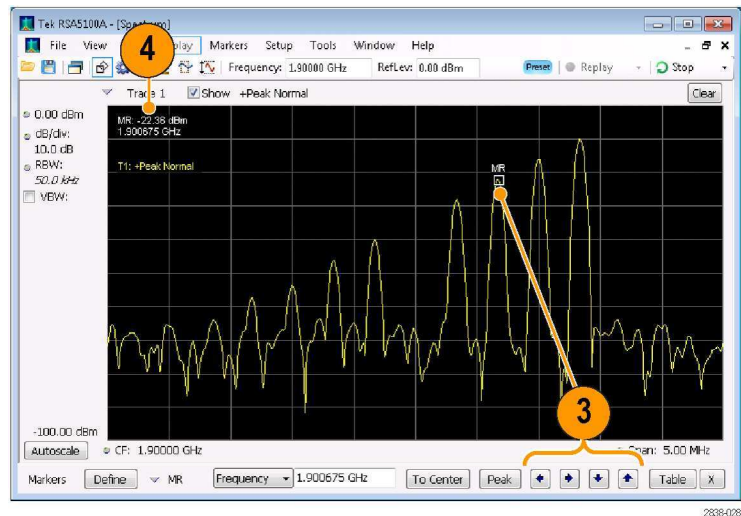 Tek RSA5100A - [Spectrum]
File View Markers Setup Tools Window Help
Frequency: 1.90000 GHz RefLev: 0.00 dBm Preset Replay Stop
Trace 1 Show +Peak Normal Clear
4
0.00 dBm
dB/div:
10.0 dB
RBW:
50.0 kHz
VBW:
MR: -22.36 dBm
1.900675 GHz
T1: +Peak Normal
MR
3
-100.00 dBm
Autoscale CF: 1.90000 GHz Span: 5.00 MHz
Markers Define MR Frequency 1.900675 GHz To Center Peak Table X
2838-028